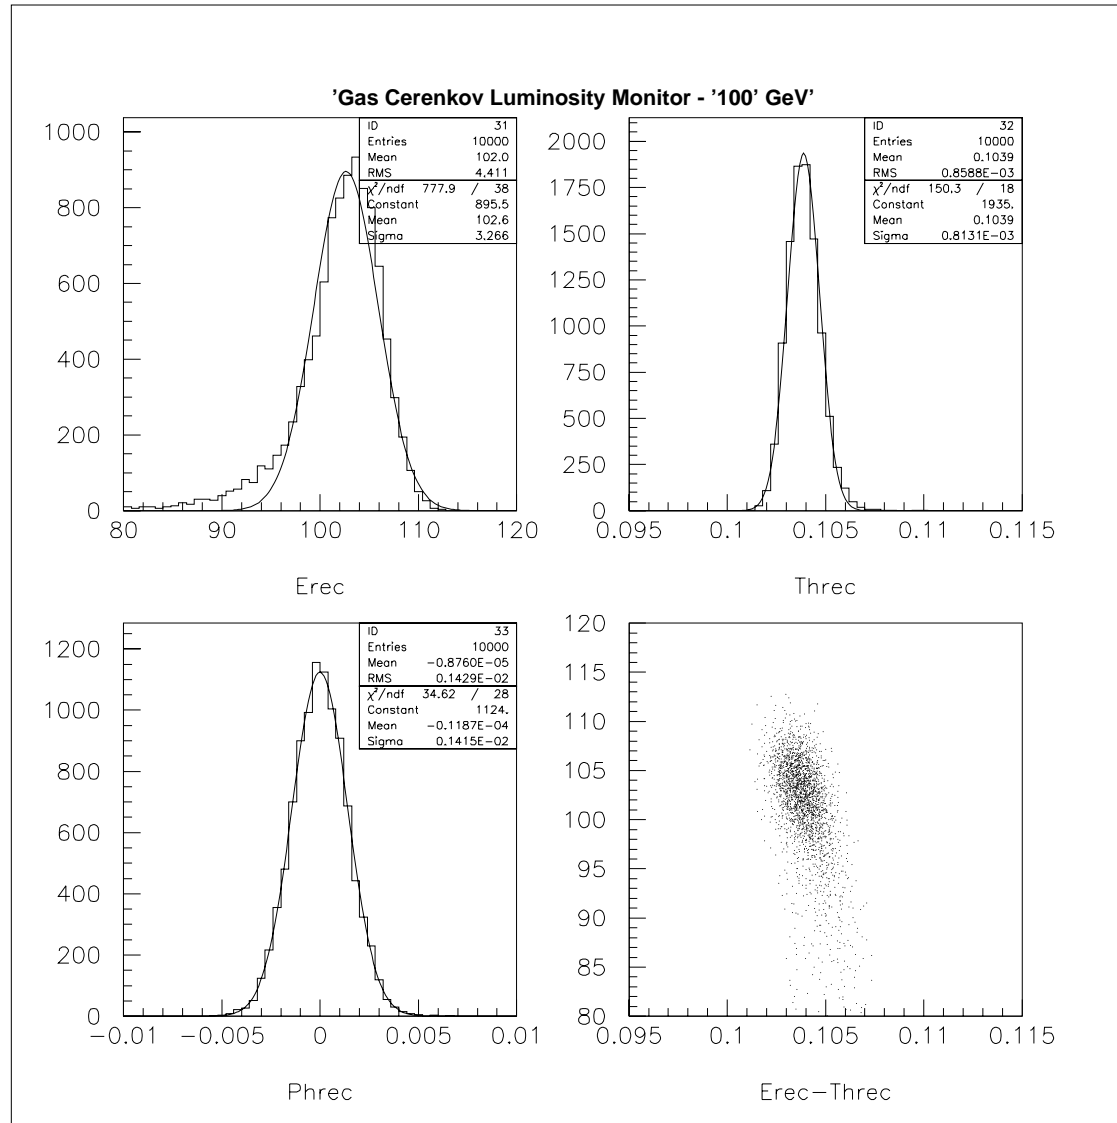 'Gas Cerenkov Luminosity Monitor - '100' GeV'
ID 31
Entries 10000
Mean 102.0
RMS 4.411
χ²/ndf 777.9 / 38
Constant 895.5
Mean 102.6
Sigma 3.266
1000
800
600
400
200
0
80 90 100 110 120
Erec
ID 32
Entries 10000
Mean 0.1039
RMS 0.8588E-03
χ²/ndf 150.3 / 18
Constant 1935.
Mean 0.1039
Sigma 0.8131E-03
2000
1750
1500
1250
1000
750
500
250
0
0.095 0.1 0.105 0.11 0.115
Threc
ID 33
Entries 10000
Mean -0.8760E-05
RMS 0.1429E-02
χ²/ndf 34.62 / 28
Constant 1124.
Mean -0.1187E-04
Sigma 0.1415E-02
1200
1000
800
600
400
200
0
-0.01 -0.005 0 0.005 0.01
Phrec
120
115
110
105
100
95
90
85
80
0.095 0.1 0.105 0.11 0.115
Erec-Threc